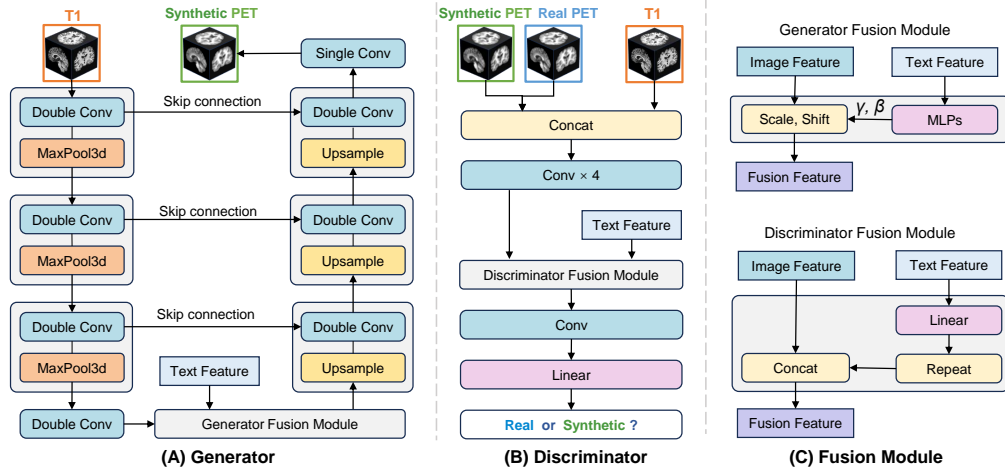 T1
Synthetic PET
Single Conv
Double Conv
Skip connection
Double Conv
MaxPool3d
Upsample
Double Conv
Skip connection
Double Conv
MaxPool3d
Upsample
Double Conv
Skip connection
Double Conv
MaxPool3d
Text Feature
Upsample
Double Conv
Generator Fusion Module
(A) Generator
Synthetic PET
Real PET
T1
Concat
Conv × 4
Text Feature
Discriminator Fusion Module
Conv
Linear
Real or Synthetic ?
(B) Discriminator
Generator Fusion Module
Image Feature
Text Feature
Scale, Shift
γ, β
MLPs
Fusion Feature
Discriminator Fusion Module
Image Feature
Text Feature
Linear
Concat
Repeat
Fusion Feature
(C) Fusion Module